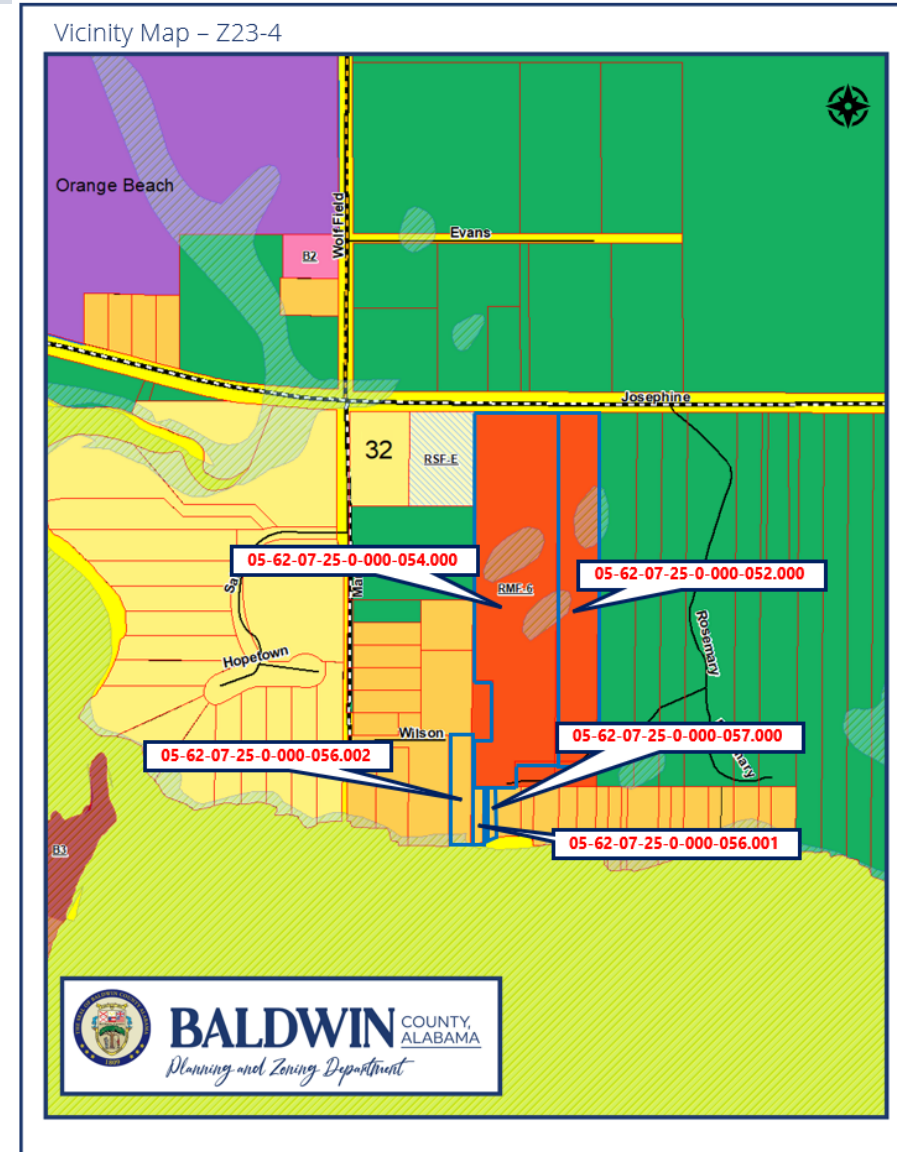 Vicinity Map – Z23-4
Orange Beach
Wolf Field
Evans
B2
Josephine
32
RSF-E
05-62-07-25-0-000-054.000
05-62-07-25-0-000-052.000
RMF-6
Sa
Ma
Rosemary
Hopetown
Wilson
05-62-07-25-0-000-057.000
05-62-07-25-0-000-056.002
05-62-07-25-0-000-056.001
B3
BALDWIN COUNTY, ALABAMA
Planning and Zoning Department